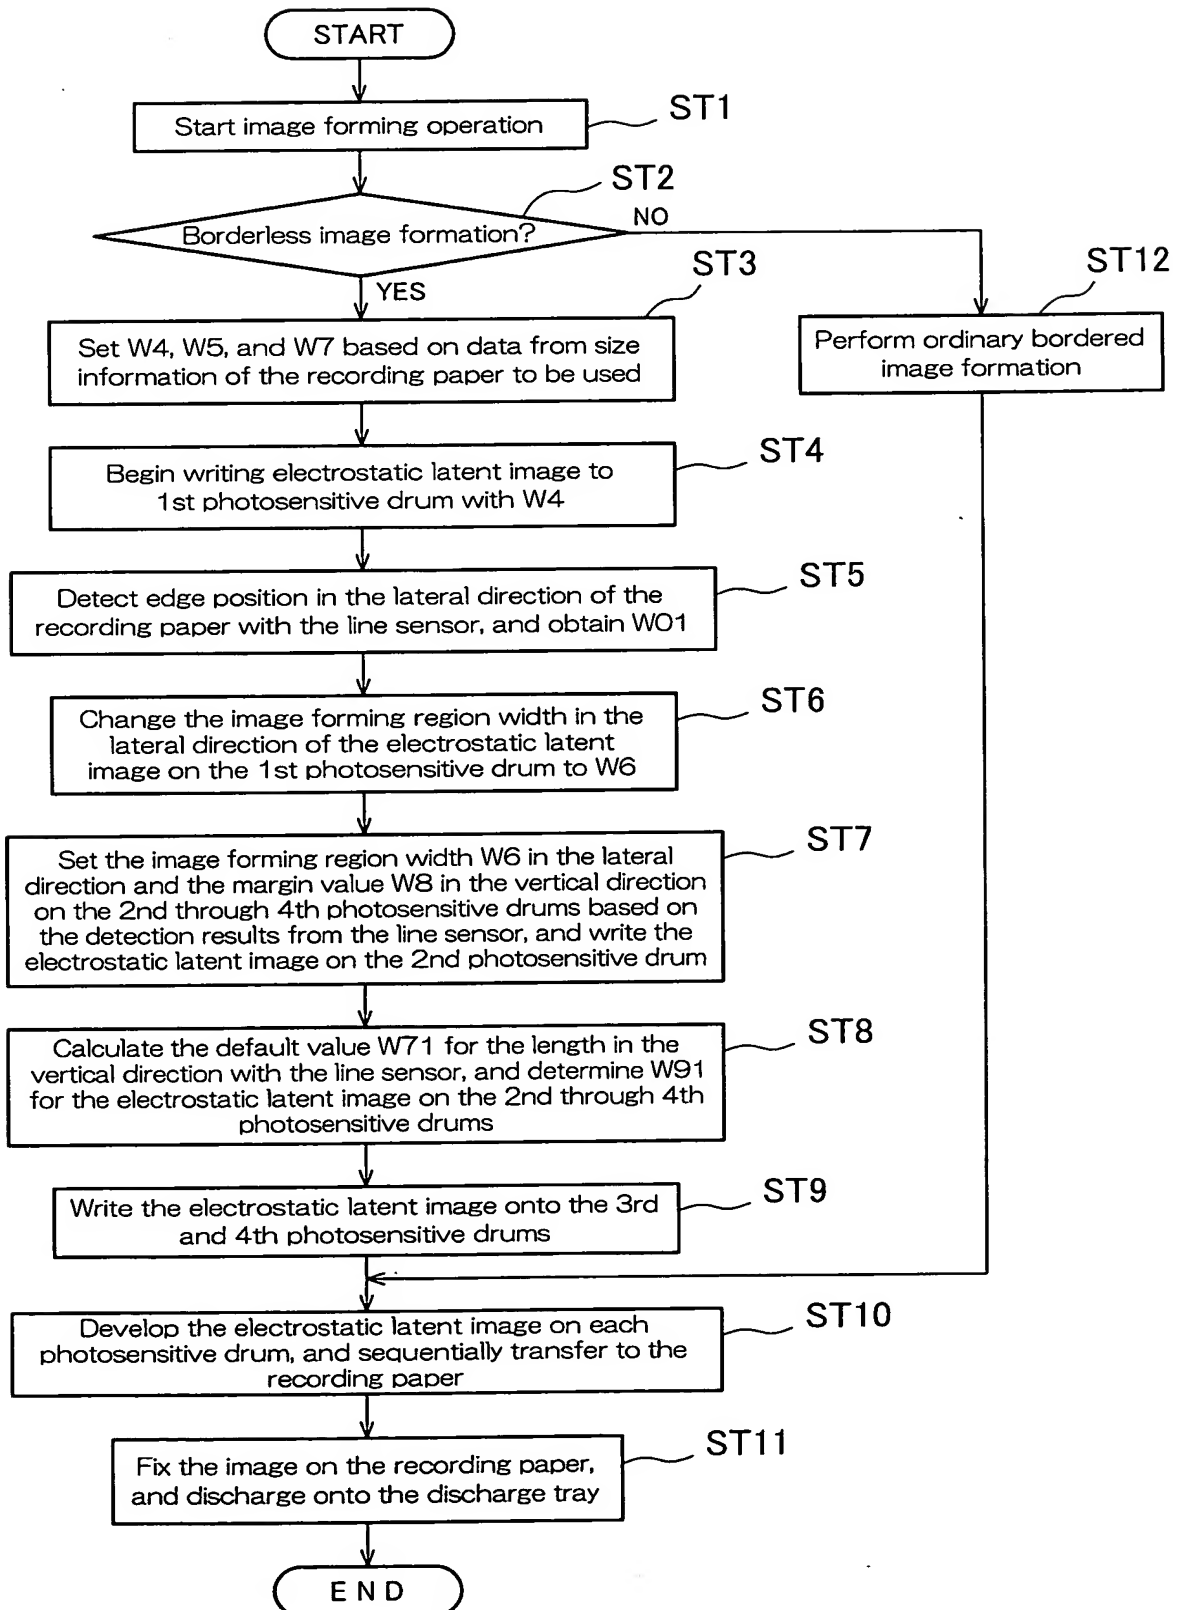 START
Start image forming operation
ST1
Borderless image formation?
ST2
NO
YES
Set W4, W5, and W7 based on data from size
information of the recording paper to be used
ST3
Perform ordinary bordered
image formation
ST12
Begin writing electrostatic latent image to
1st photosensitive drum with W4
ST4
Detect edge position in the lateral direction of the
recording paper with the line sensor, and obtain W01
ST5
Change the image forming region width in the
lateral direction of the electrostatic latent
image on the 1st photosensitive drum to W6
ST6
Set the image forming region width W6 in the lateral
direction and the margin value W8 in the vertical direction
on the 2nd through 4th photosensitive drums based on
the detection results from the line sensor, and write the
electrostatic latent image on the 2nd photosensitive drum
ST7
Calculate the default value W71 for the length in the
vertical direction with the line sensor, and determine W91
for the electrostatic latent image on the 2nd through 4th
photosensitive drums
ST8
Write the electrostatic latent image onto the 3rd
and 4th photosensitive drums
ST9
Develop the electrostatic latent image on each
photosensitive drum, and sequentially transfer to the
recording paper
ST10
Fix the image on the recording paper,
and discharge onto the discharge tray
ST11
END